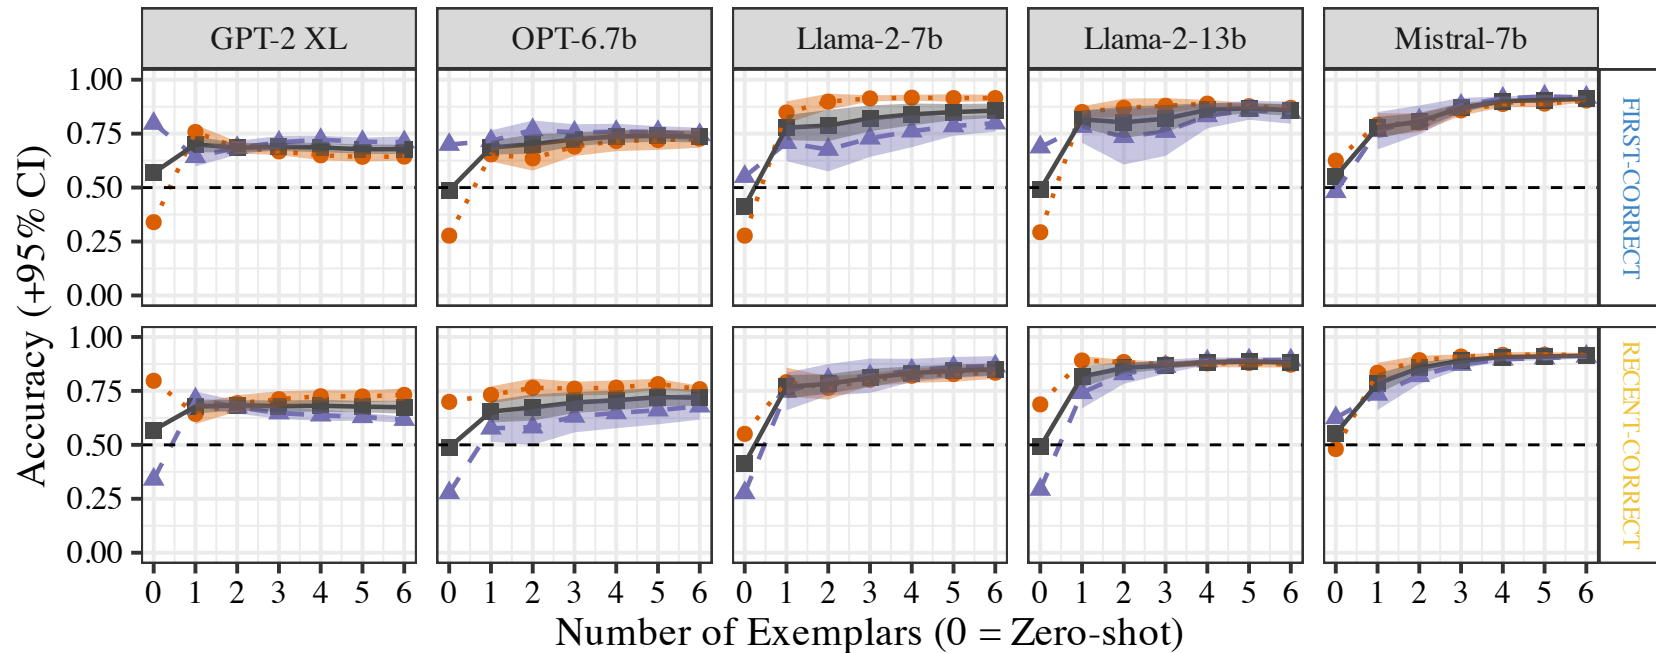 GPT-2 XL OPT-6.7b Llama-2-7b Llama-2-13b Mistral-7b
Accuracy (+95% CI)
1.00
0.75
0.50
0.25
0.00
FIRST-CORRECT
1.00
0.75
0.50
0.25
0.00
RECENT-CORRECT
0 1 2 3 4 5 6 0 1 2 3 4 5 6 0 1 2 3 4 5 6 0 1 2 3 4 5 6 0 1 2 3 4 5 6
Number of Exemplars (0 = Zero-shot)